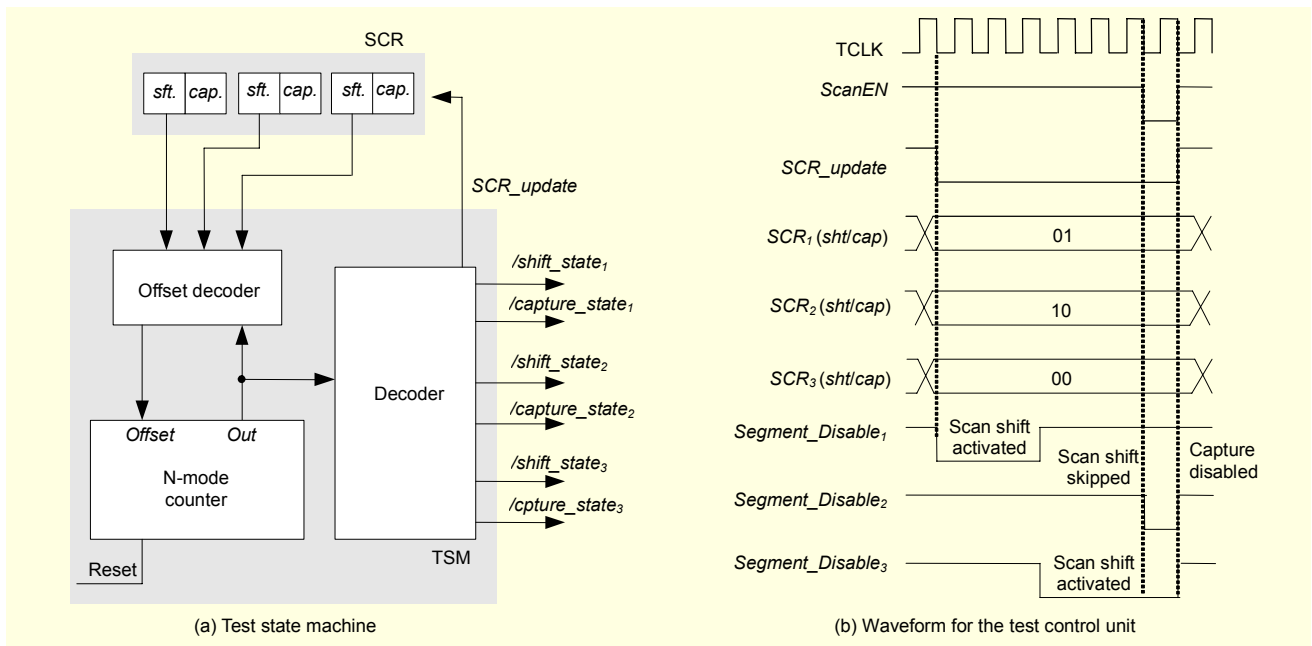 SCR
sft. cap. sft. cap. sft. cap.
SCR_update
Offset decoder
Offset Out
N-mode
counter
Reset
Decoder
/shift_state1
/capture_state1
/shift_state2
/capture_state2
/shift_state3
/cpture_state3
TSM
(a) Test state machine
TCLK
ScanEN
SCR_update
SCR1 (sht/cap) 01
SCR2 (sht/cap) 10
SCR3 (sht/cap) 00
Segment_Disable1
Scan shift
activated
Scan shift
skipped
Capture
disabled
Segment_Disable2
Segment_Disable3
Scan shift
activated
(b) Waveform for the test control unit